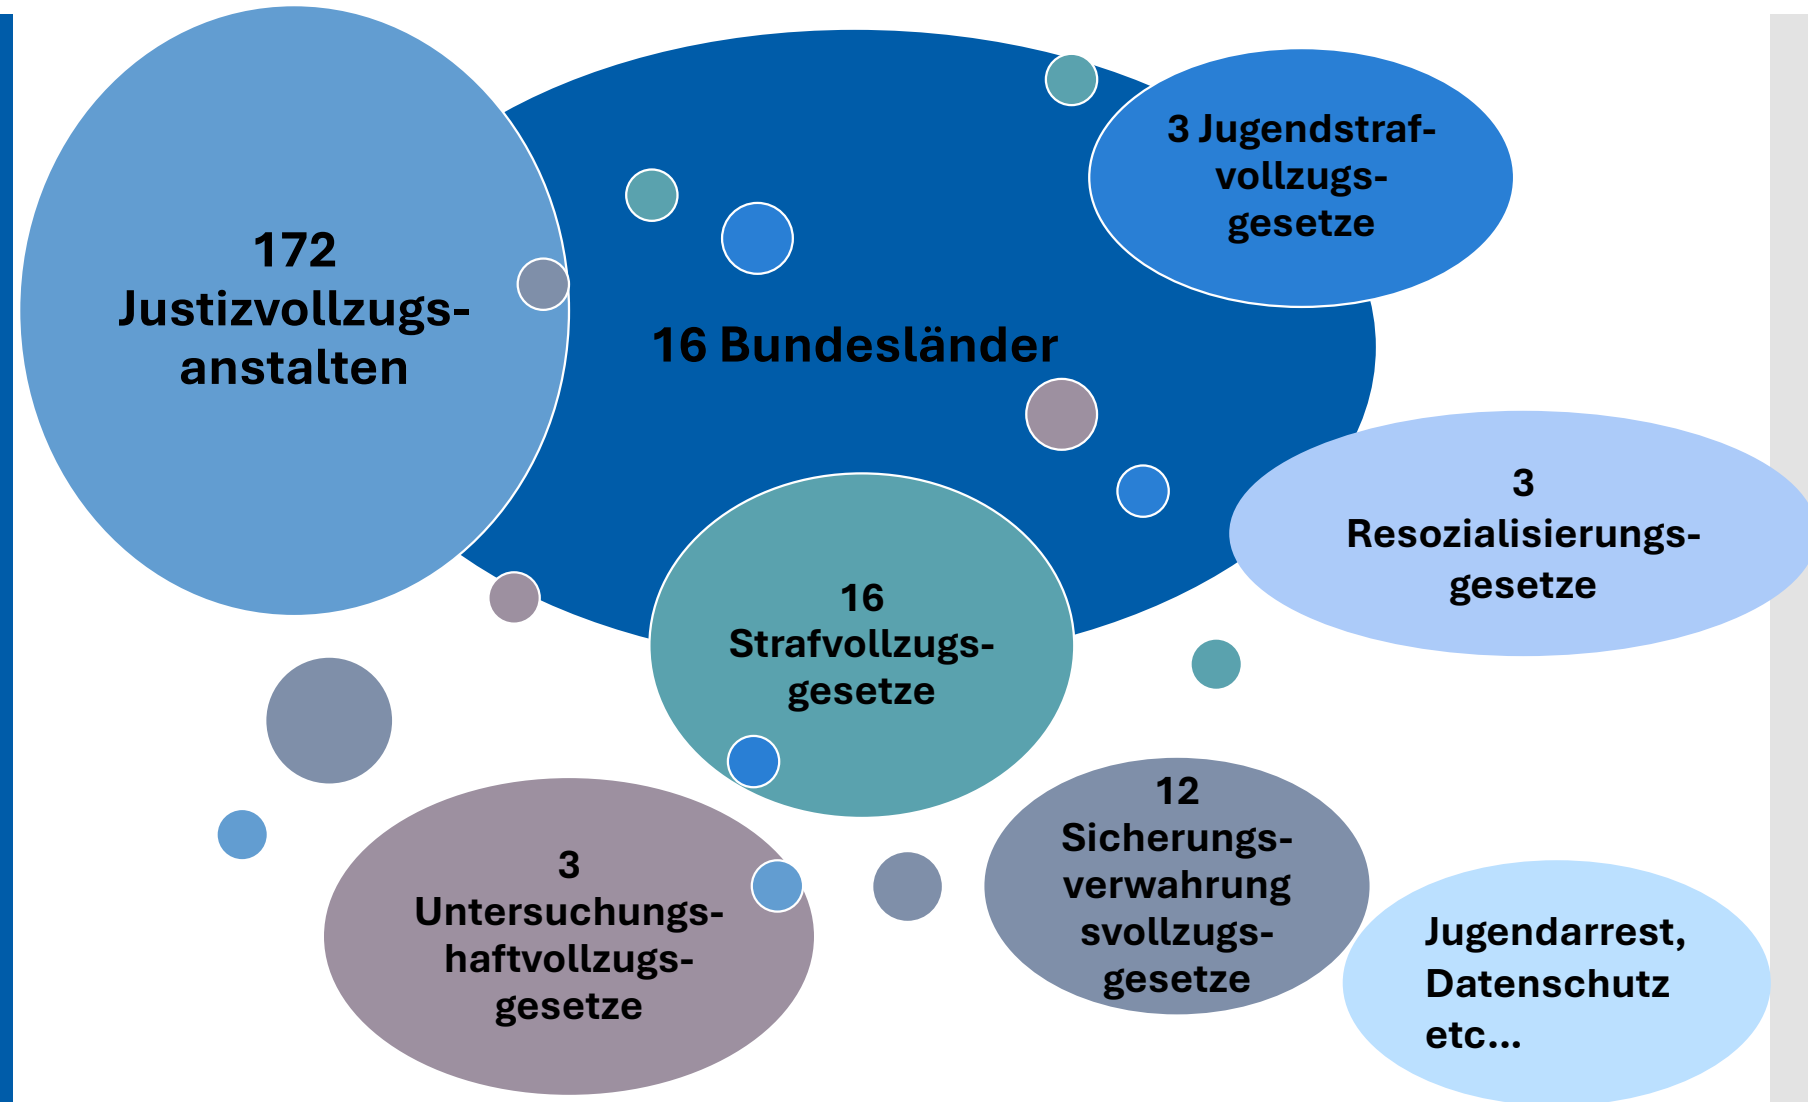 172
Justizvollzugs-
anstalten
16 Bundesländer
3 Jugendstraf-
vollzugs-
gesetze
3
Resozialisierungs-
gesetze
16
Strafvollzugs-
gesetze
3
Untersuchungs-
haftvollzugs-
gesetze
12
Sicherungs-
verwahrung
svollzugs-
gesetze
Jugendarrest,
Datenschutz
etc...